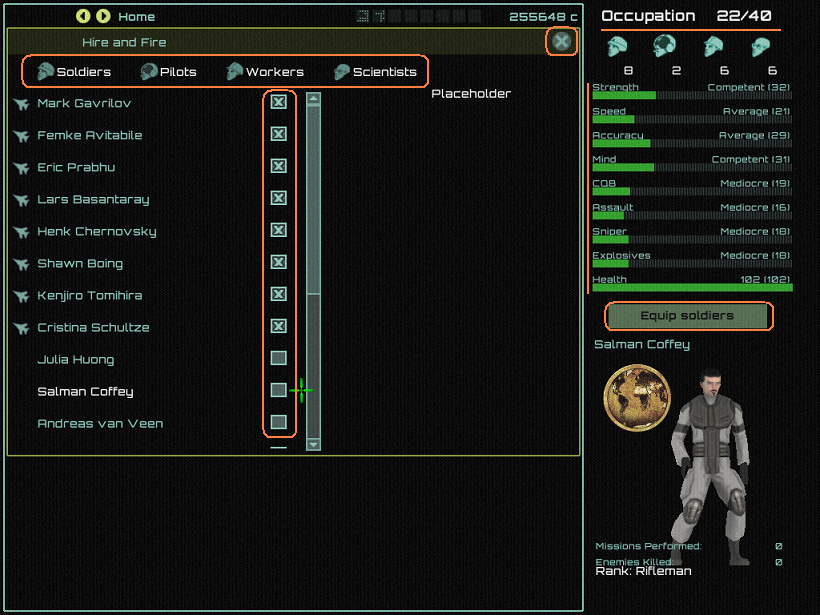 Home
255648 c
Hire and Fire
Soldiers Pilots Workers Scientists
Placeholder
Mark Gavrilov
Femke Avitabile
Eric Prabhu
Lars Basantaray
Henk Chernovsky
Shawn Boing
Kenjiro Tomihira
Cristina Schultze
Julia Huong
Salman Coffey
Andreas van Veen
Occupation 22/40
8 2 6 6
Strength Competent (32)
Speed Average (21)
Accuracy Average (29)
Mind Competent (31)
CQB Mediocre (19)
Assault Mediocre (16)
Sniper Mediocre (18)
Explosives Mediocre (18)
Health 102 (102)
Equip soldiers
Salman Coffey
Missions Performed: 0
Enemies Killed: 0
Rank: Rifleman